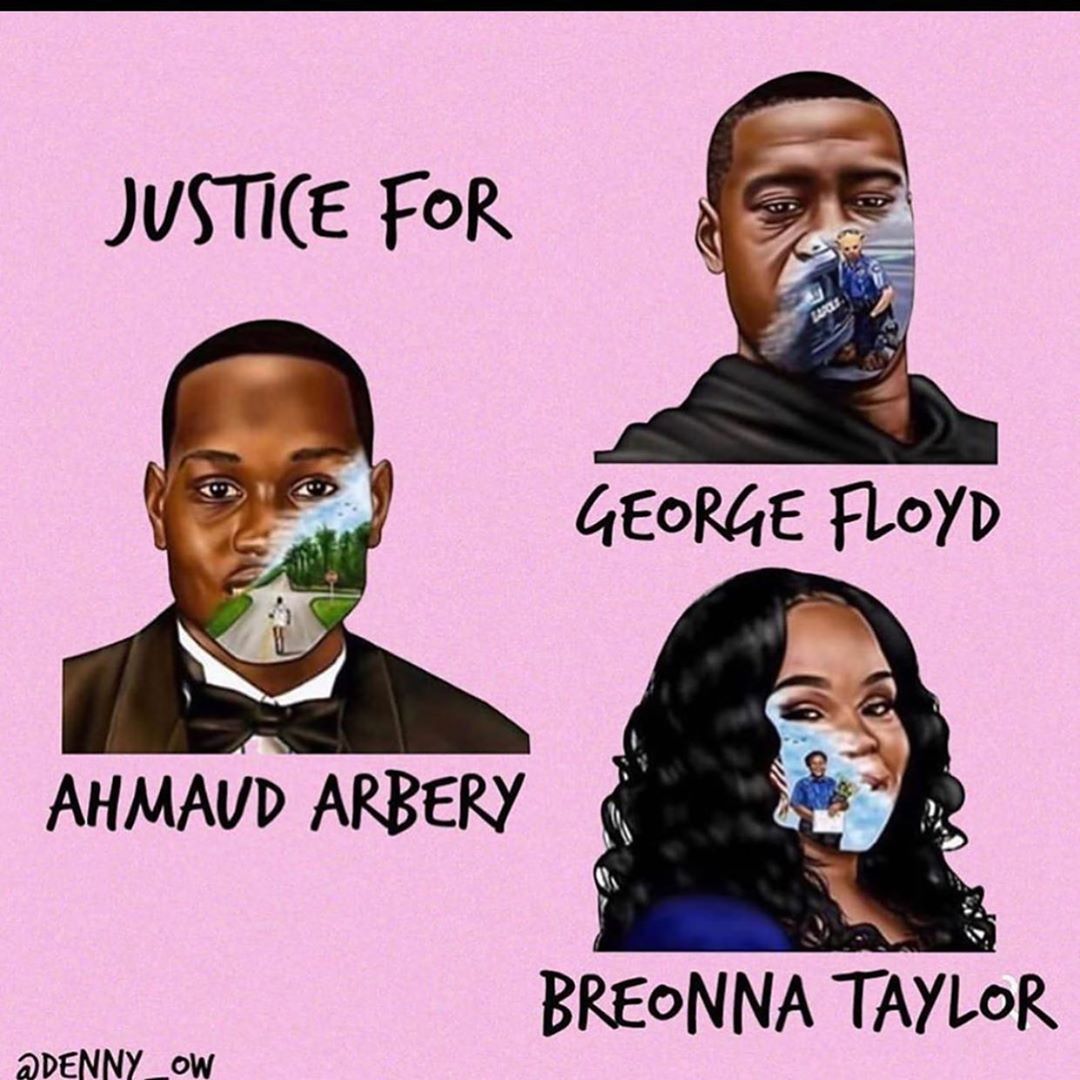 JUSTICE FOR
GEORGE FLOYD
AHMAUD ARBERY
BREONNA TAYLOR
@DENNY_OW